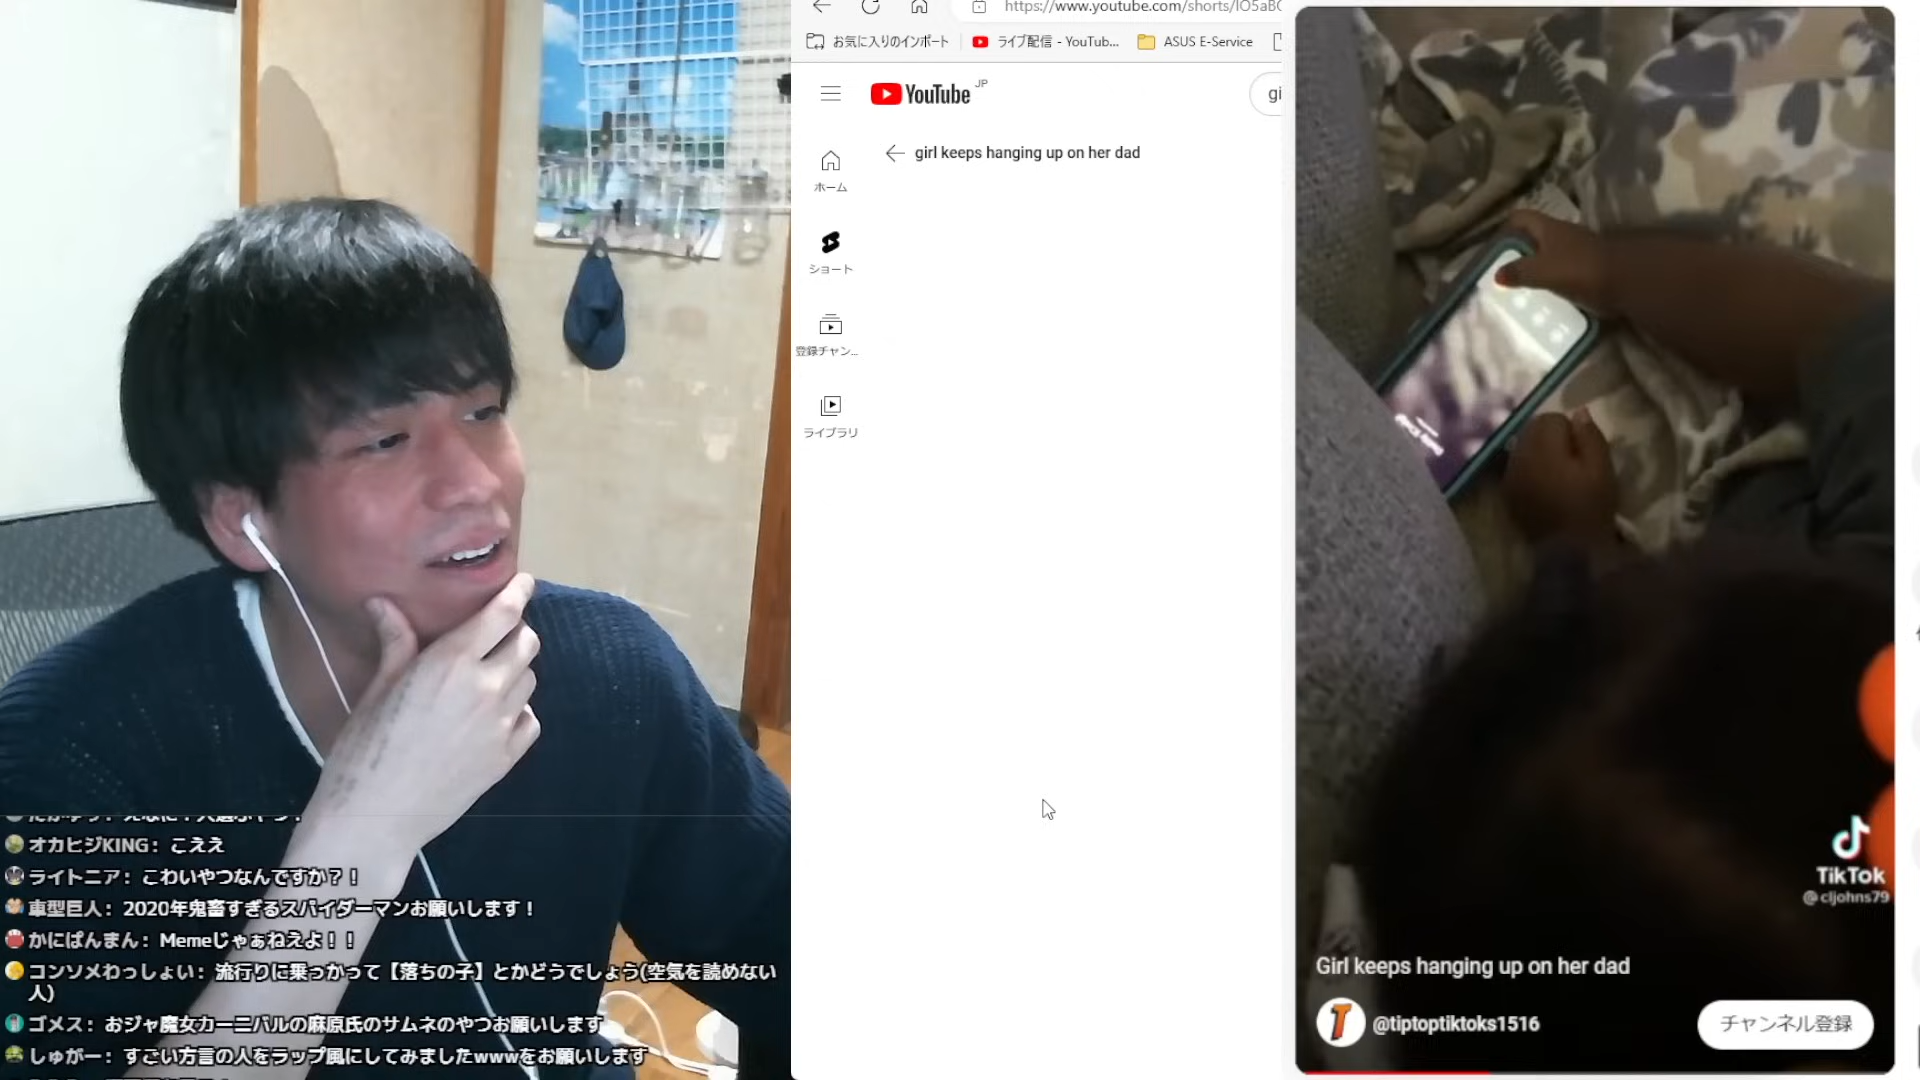 https://www.youtube.com/shorts/IO5aB
お気に入りのインポート
ライブ配信 - YouTub...
ASUS E-Service
YouTube JP
gi
girl keeps hanging up on her dad
ホーム
ショート
登録チャン...
ライブラリ
オカヒジKING: こええ
ライトニア: こわいやつなんですか?!
車型巨人: 2020年鬼畜すぎるスパイダーマンお願いします!
かにぱんまん: Memeじゃぁねえよ!!
コンソメわっしょい: 流行りに乗っかって【落ちの子】とかどうでしょう(空気を読めない
人)
ゴメス: おジャ魔女カーニバルの麻原氏のサムネのやつお願いします
しゅがー: すごい方言の人をラップ風にしてみましたwwwをお願いします
TikTok
@cljohns79
Girl keeps hanging up on her dad
@tiptoptiktoks1516
チャンネル登録